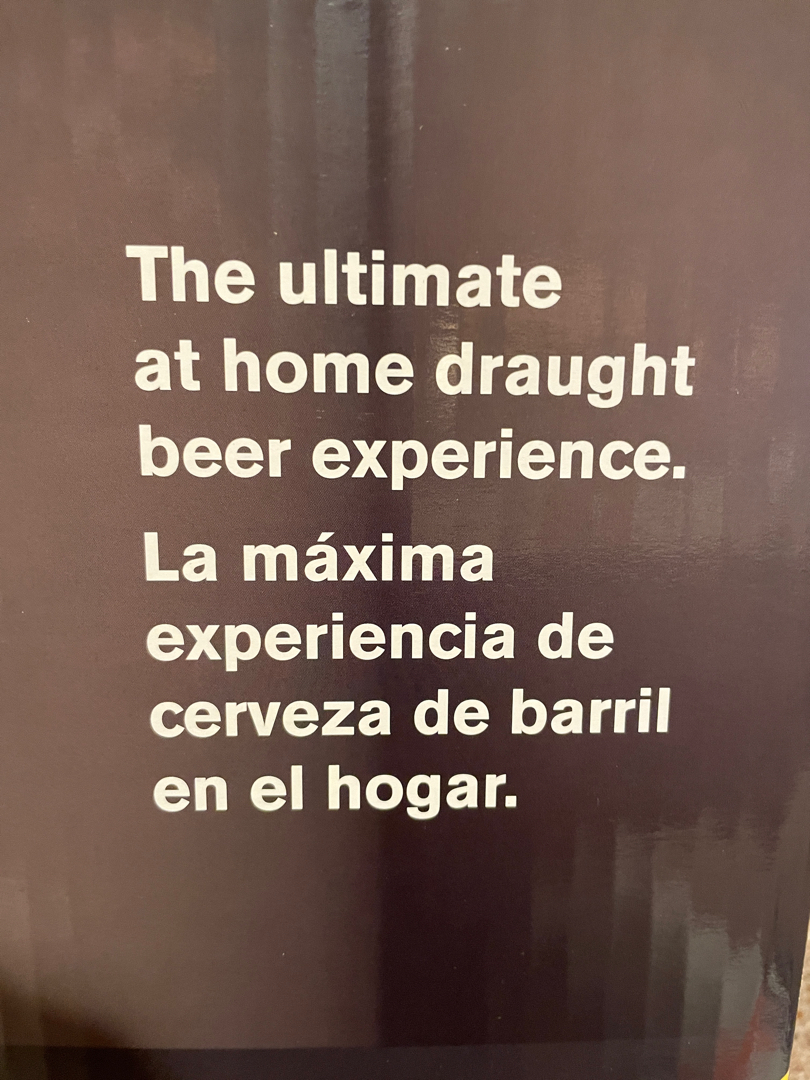 The ultimate
at home draught
beer experience.
La máxima
experiencia de
cerveza de barril
en el hogar.